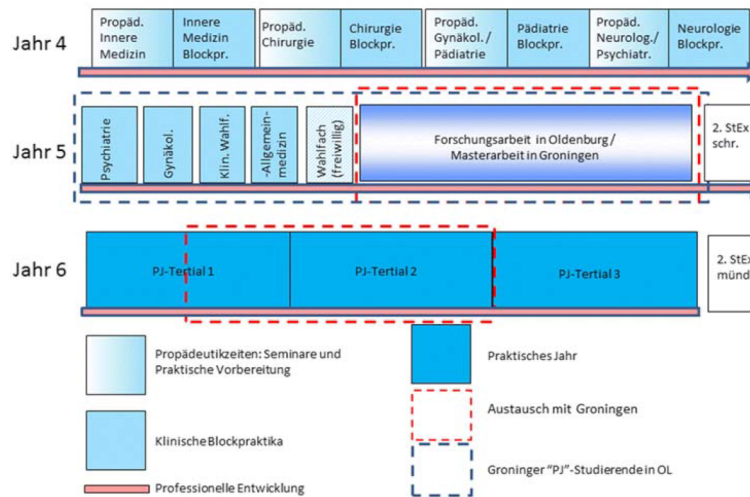 Jahr 4
Propäd.
Innere
Medizin
Innere
Medizin
Blockpr.
Propäd.
Chirurgie
Chirurgie
Blockpr.
Propäd.
Gynäkol./
Pädiatrie
Pädiatrie
Blockpr.
Propäd.
Neurolog./
Psychiatr.
Neurologie
Blockpr.
Jahr 5
Psychiatrie
Gynäkol.
Klin. Wahlf.
-Allgemein-
medizin
Wahlfach
(freiwillig)
Forschungsarbeit in Oldenburg /
Masterarbeit in Groningen
2. StEx
schr.
Jahr 6
PJ-Tertial 1
PJ-Tertial 2
PJ-Tertial 3
2. StEx
münd
Propädeutikzeiten: Seminare und
Praktische Vorbereitung
Klinische Blockpraktika
Professionelle Entwicklung
Praktisches Jahr
Austausch mit Groningen
Groninger "PJ"-Studierende in OL